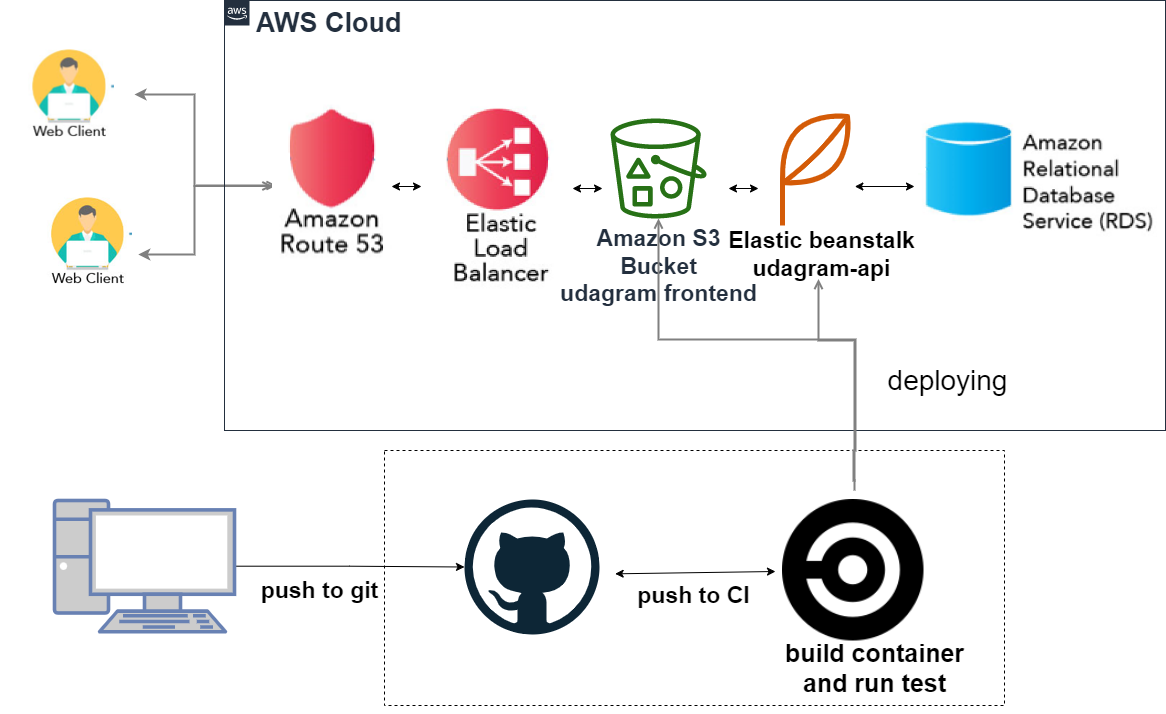 aws
AWS Cloud
Web Client
Web Client
Amazon
Route 53
Elastic
Load
Balancer
Amazon S3
Bucket
udagram frontend
Elastic beanstalk
udagram-api
Amazon
Relational
Database
Service (RDS)
deploying
push to git
push to CI
build container
and run test